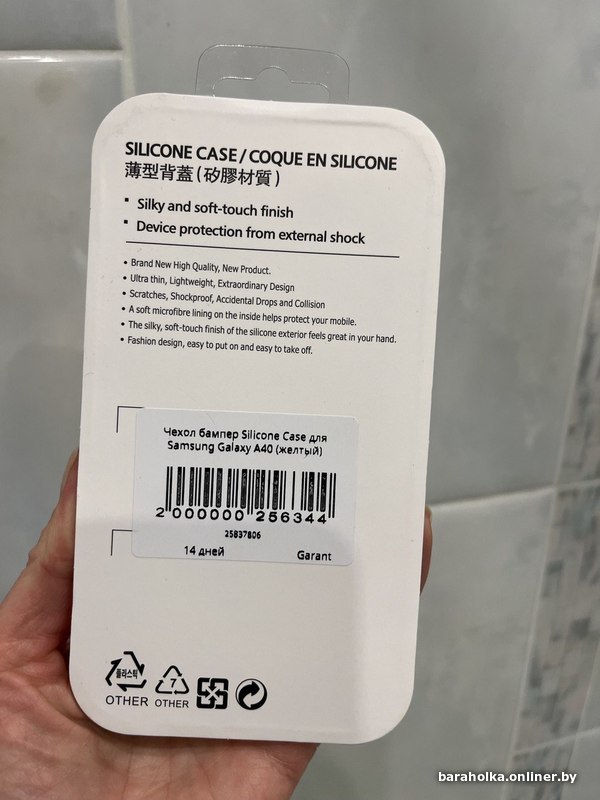 SILICONE CASE / COQUE EN SILICONE
薄型背蓋 ( 矽膠材質 )
Silky and soft-touch finish
Device protection from external shock
• Brand New High Quality, New Product.
• Ultra thin, Lightweight, Extraordinary Design
• Scratches, Shockproof, Accidental Drops and Collision
• A soft microfibre lining on the inside helps protect your mobile.
• The silky, soft-touch finish of the silicone exterior feels great in your hand.
• Fashion design, easy to put on and easy to take off.
Чехол бампер Silicone Case для
Samsung Galaxy A40 (желтый)
2 000000 256344
25837806
14 дней Garant
플라스틱
7
OTHER OTHER
baraholka.onliner.by